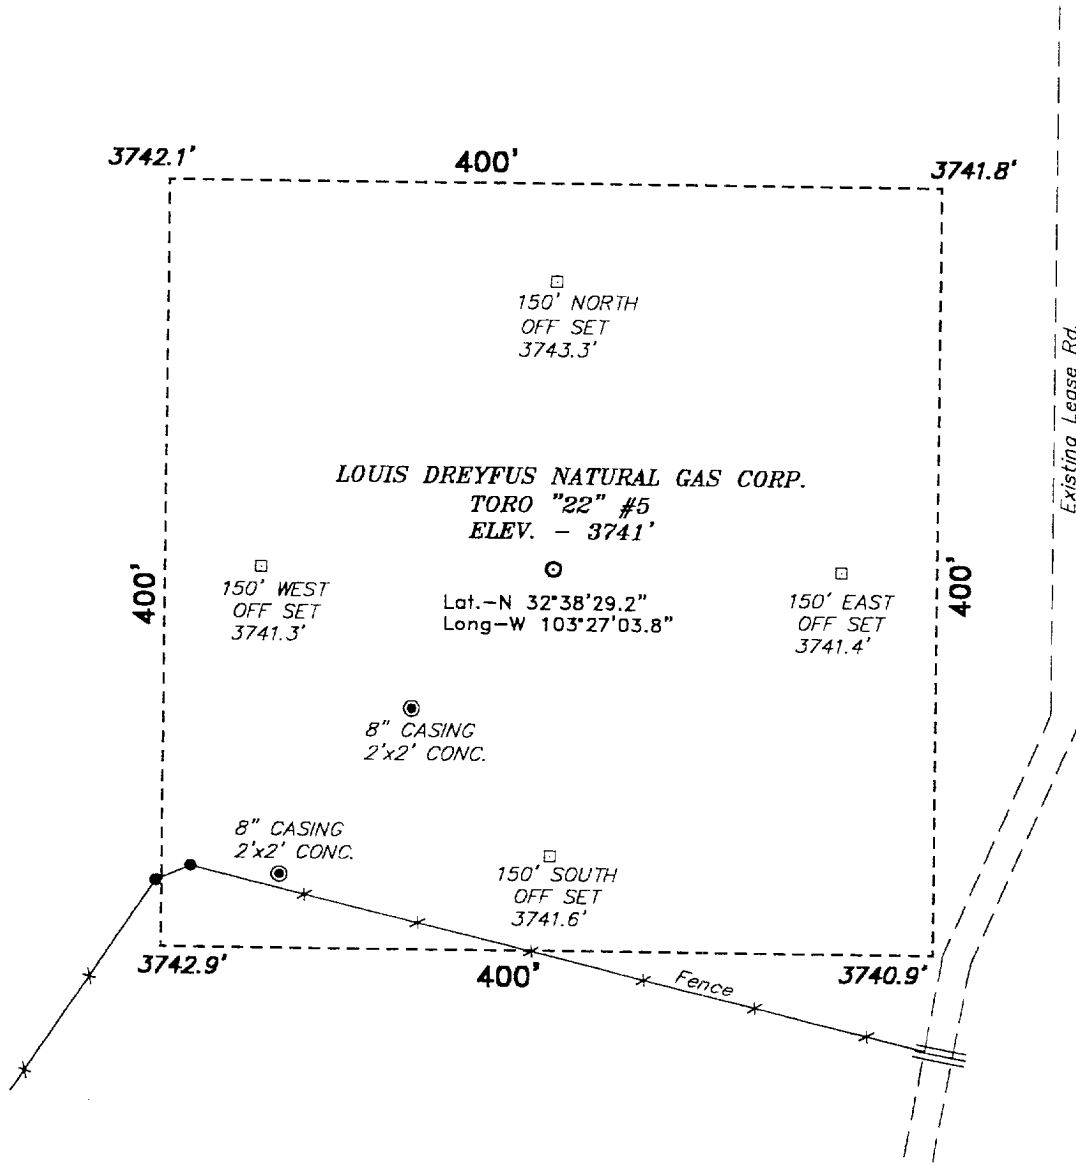 3742.1'
400'
3741.8'
150' NORTH
OFF SET
3743.3'
Existing Lease Rd.
LOUIS DREYFUS NATURAL GAS CORP.
TORO "22" #5
ELEV. - 3741'
400'
150' WEST
OFF SET
3741.3'
Lat.-N 32°38'29.2"
Long-W 103°27'03.8"
150' EAST
OFF SET
3741.4'
400'
8" CASING
2'x2' CONC.
8" CASING
2'x2' CONC.
150' SOUTH
OFF SET
3741.6'
3742.9'
400'
Fence
3740.9'